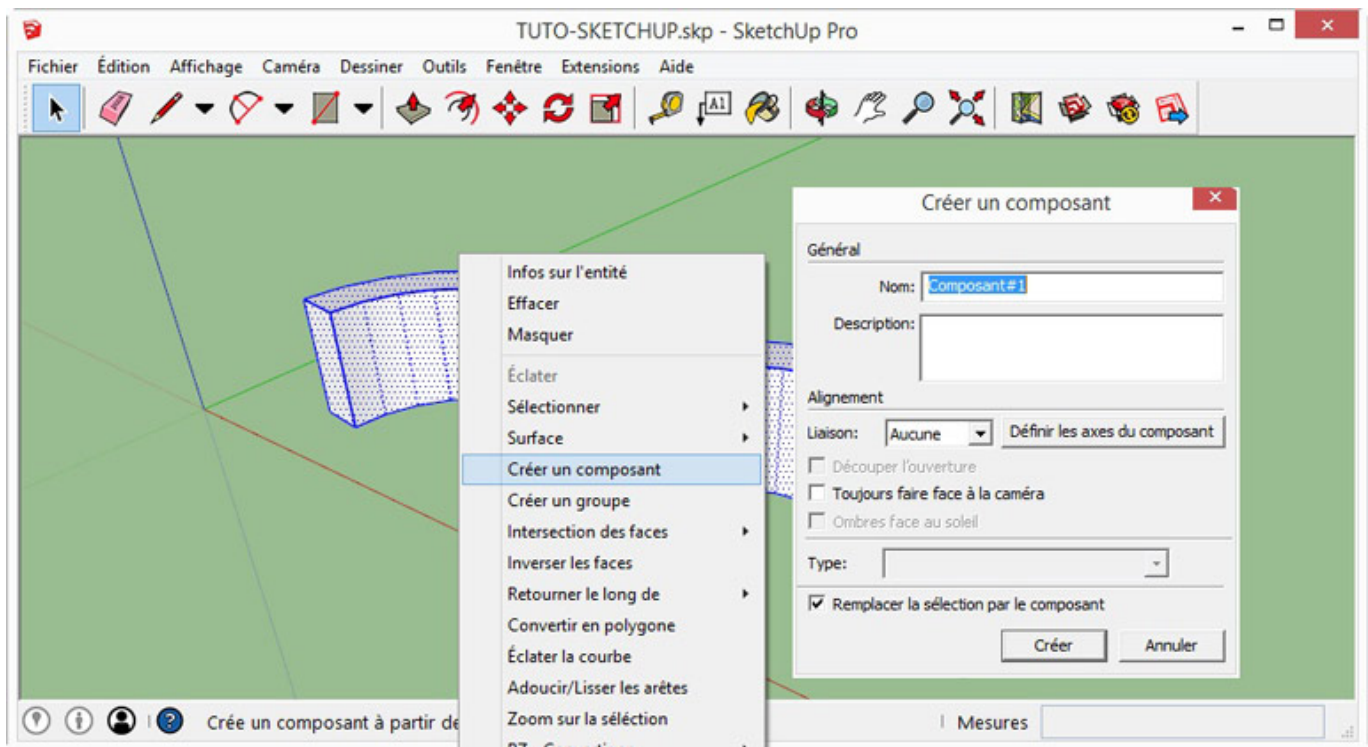 TUTO-SKETCHUP.skp - SketchUp Pro
Fichier Édition Affichage Caméra Dessiner Outils Fenêtre Extensions Aide
A1
Infos sur l'entité
Effacer
Masquer
Éclater
Sélectionner
Surface
Créer un composant
Créer un groupe
Intersection des faces
Inverser les faces
Retourner le long de
Convertir en polygone
Éclater la courbe
Adoucir/Lisser les arêtes
Zoom sur la séléction
Créer un composant
Général
Nom: Composant#1
Description:
Alignement
Liaison: Aucune Définir les axes du composant
Découper l'ouverture
Toujours faire face à la caméra
Ombres face au soleil
Type:
Remplacer la sélection par le composant
Créer Annuler
Crée un composant à partir de
Mesures